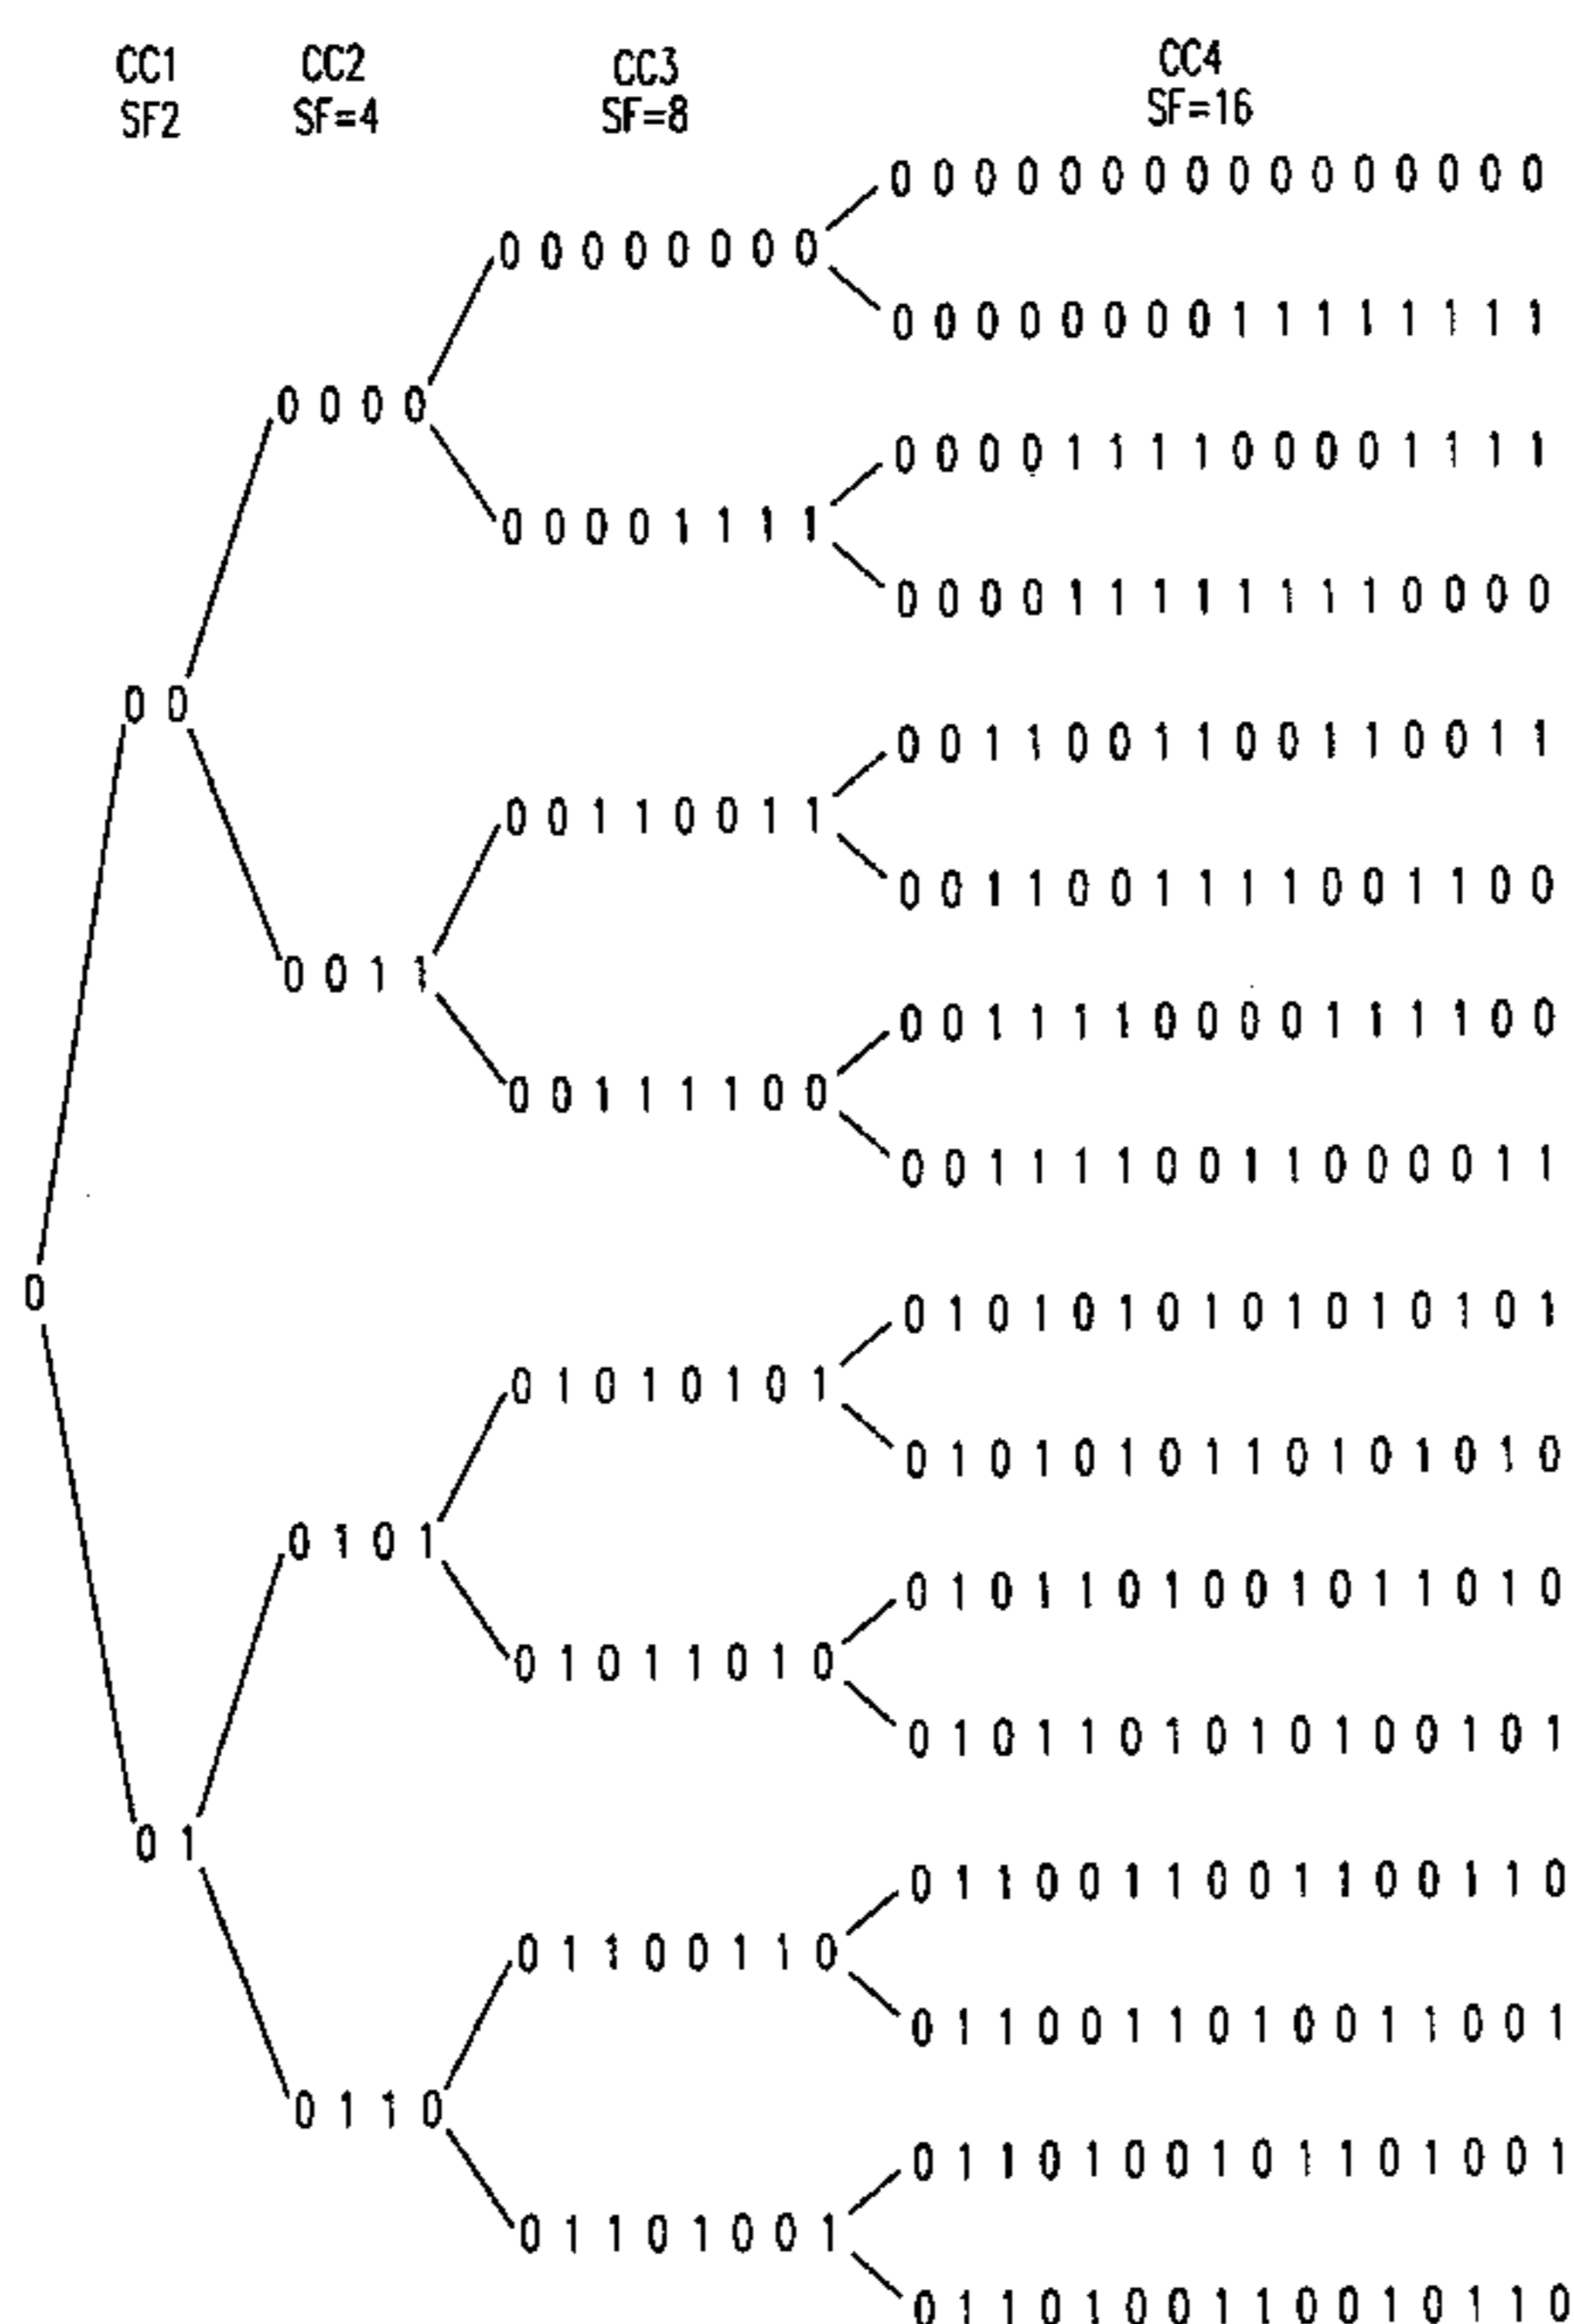 CC1 CC2 CC3 CC4
SF2 SF=4 SF=8 SF=16
0 0 0 0 0 0 0 0 0 0 0 0 0 0 0 0
0 0 0 0 0 0 0 0
0 0 0 0 0 0 0 0 1 1 1 1 1 1 1 1
0 0 0 0
0 0 0 0 1 1 1 1 0 0 0 0 1 1 1 1
0 0 0 0 1 1 1 1
0 0 0 0 1 1 1 1 1 1 1 1 0 0 0 0
0 0
0 0 1 1 0 0 1 1 0 0 1 1 0 0 1 1
0 0 1 1 0 0 1 1
0 0 1 1 0 0 1 1 1 1 0 0 1 1 0 0
0 0 1 1
0 0 1 1 1 1 0 0 0 0 1 1 1 1 0 0
0 0 1 1 1 1 0 0
0 0 1 1 1 1 0 0 1 1 0 0 0 0 1 1
0
0 1 0 1 0 1 0 1 0 1 0 1 0 1 0 1
0 1 0 1 0 1 0 1
0 1 0 1 0 1 0 1 1 0 1 0 1 0 1 0
0 1 0 1
0 1 0 1 1 0 1 0 0 1 0 1 1 0 1 0
0 1 0 1 1 0 1 0
0 1 0 1 1 0 1 0 1 0 1 0 0 1 0 1
0 1
0 1 1 0 0 1 1 0 0 1 1 0 0 1 1 0
0 1 1 0 0 1 1 0
0 1 1 0 0 1 1 0 1 0 0 1 1 0 0 1
0 1 1 0
0 1 1 0 1 0 0 1 0 1 1 0 1 0 0 1
0 1 1 0 1 0 0 1
0 1 1 0 1 0 0 1 1 0 0 1 0 1 1 0